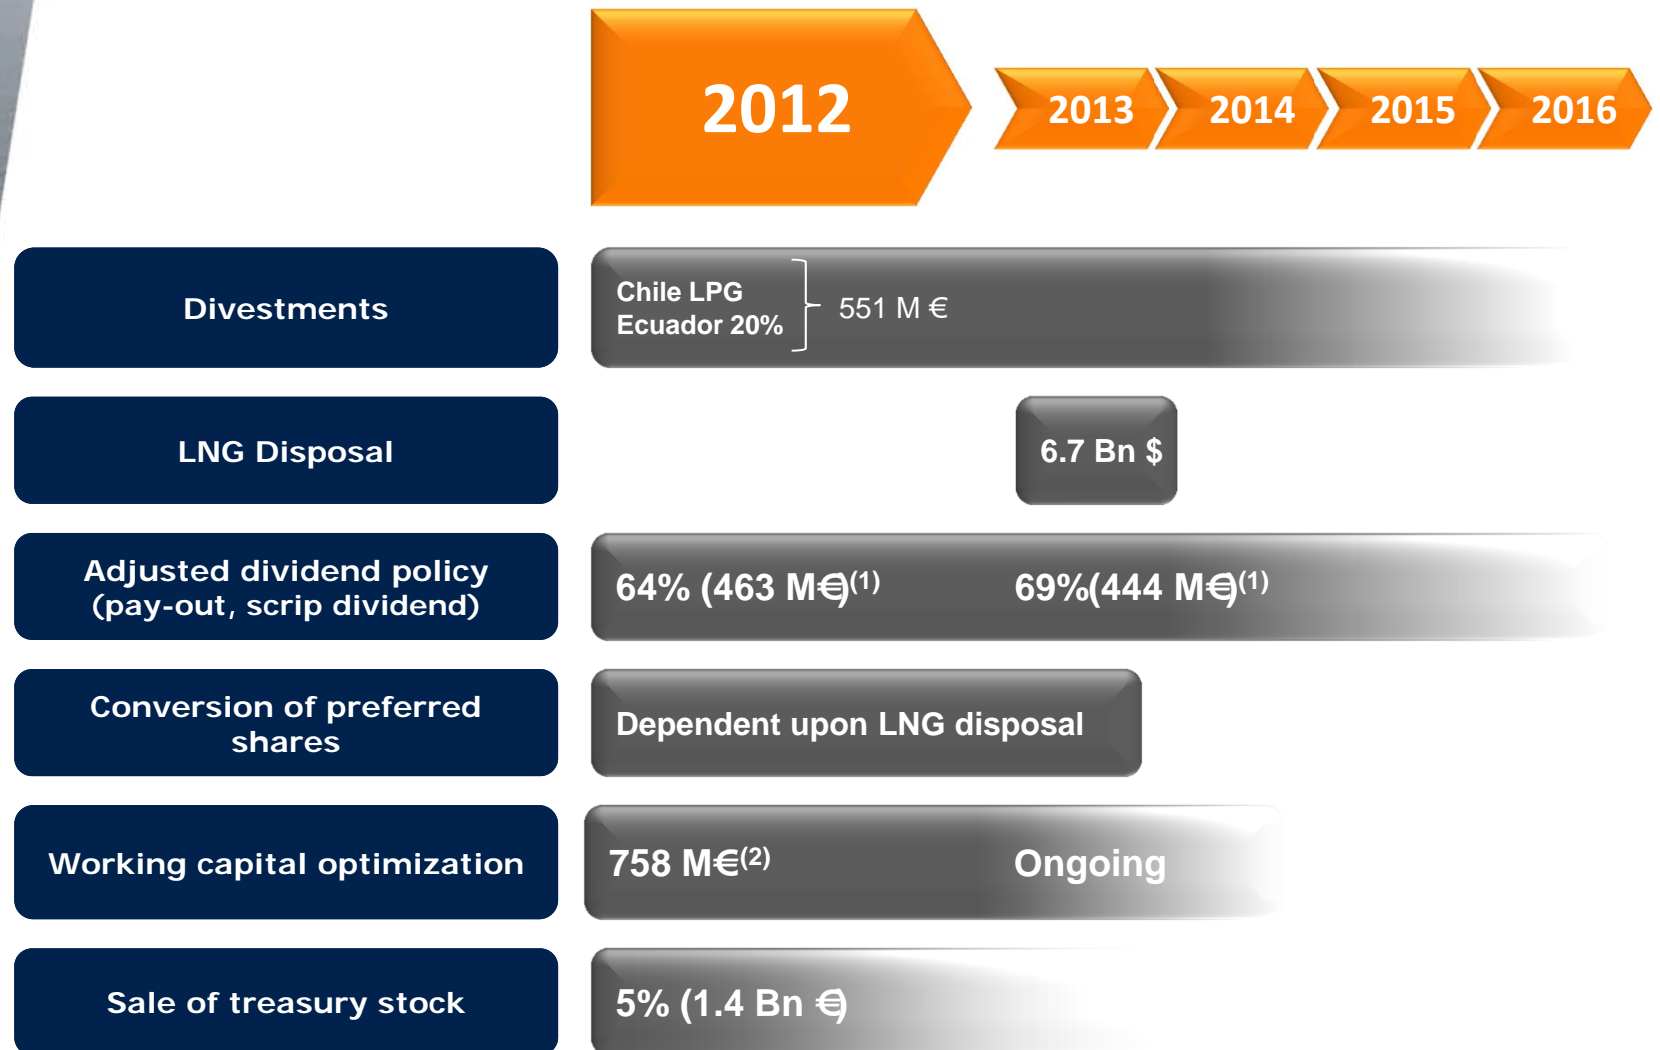 2012
2013
2014
2015
2016
Divestments
Chile LPG
Ecuador 20%
551 M €
LNG Disposal
6.7 Bn $
Adjusted dividend policy
(pay-out, scrip dividend)
64% (463 M€)(1)
69%(444 M€)(1)
Conversion of preferred
shares
Dependent upon LNG disposal
Working capital optimization
758 M€(2)
Ongoing
Sale of treasury stock
5% (1.4 Bn €)